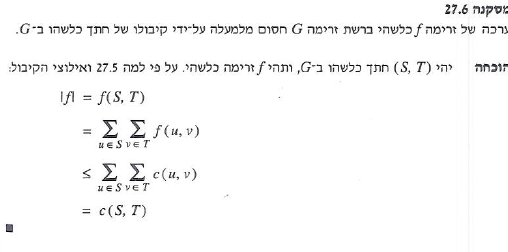 מסקנה 27.6
ערכה של זרימה f כלשהי ברשת זרימה G חסום מלמעלה על־ידי קיבולו של חתך כלשהו ב־G.
הוכחה יהי (S, T) חתך כלשהו ב־G, ותהי f זרימה כלשהי. על פי למה 27.5 ואילוצי הקיבול:
|f| = f(S, T)
= ∑ ∑ f(u, v)
u∈S v∈T
≤ ∑ ∑ c(u, v)
u∈S v∈T
= c(S, T)